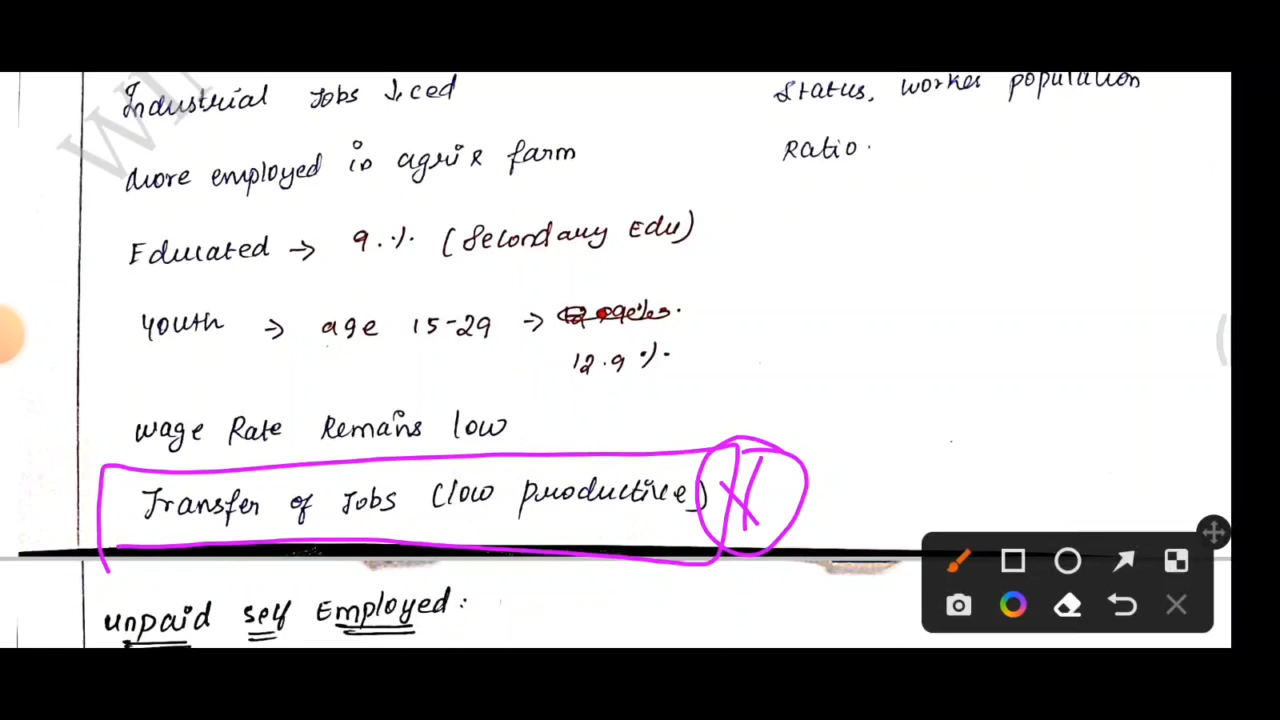 Industrial Jobs ↓ced
More employed in agri & farm
Educated → 9.%. (Secondary Edu)
Youth → age 15-29 →
12.9 %.
Wage Rate Remains low
Transfer of Jobs (low productive)
Unpaid self Employed:
Status, worker population
Ratio.